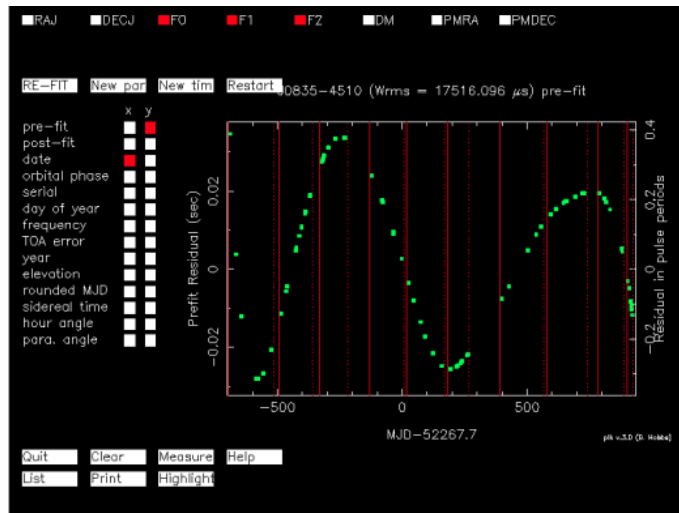 RAJ DECJ F0 F1 F2 DM PMRA PMDEC
RE-FIT New par New tim Restart 0835-4510 (Wrms = 17516.096 μs) pre-fit
x y
pre-fit
post-fit
date
orbital phase
serial
day of year
frequency
TOA error
year
elevation
rounded MJD
sidereal time
hour angle
para. angle
Prefit Residual (sec)
0.02
0
-0.02
0.4
0.2
0
-0.2
Residual in pulse periods
-500 0 500
MJD-52267.7
plk v.3.0 (G. Hobbs)
Quit Clear Measure Help
List Print Highlight